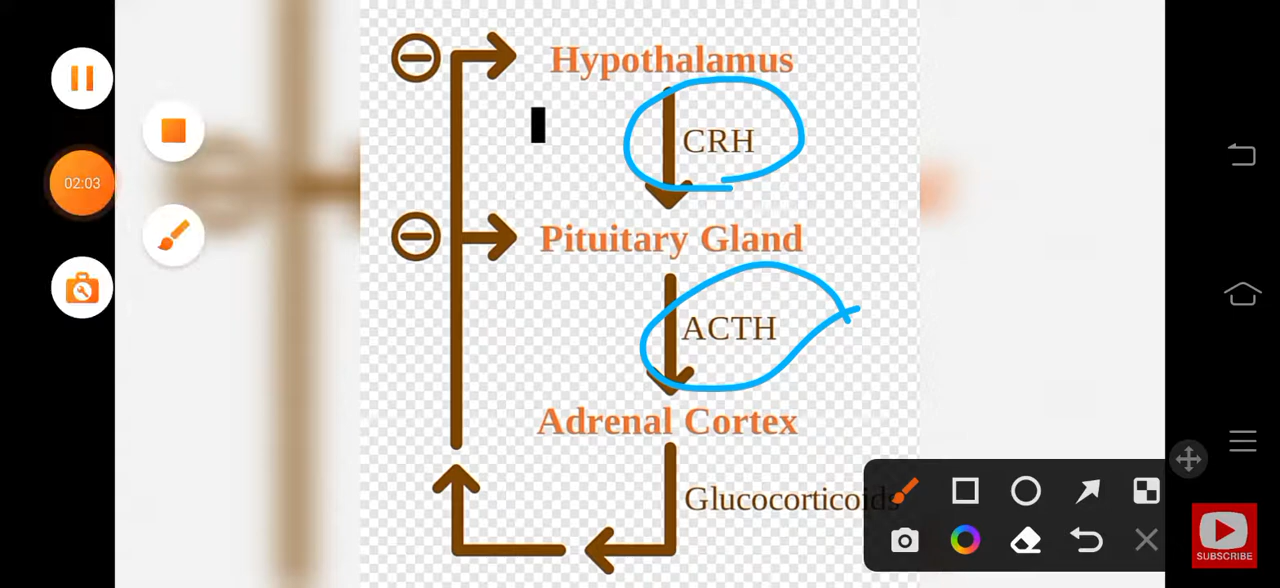 Hypothalamus
CRH
02:03
Pituitary Gland
ACTH
Adrenal Cortex
Glucocorticoids
SUBSCRIBE